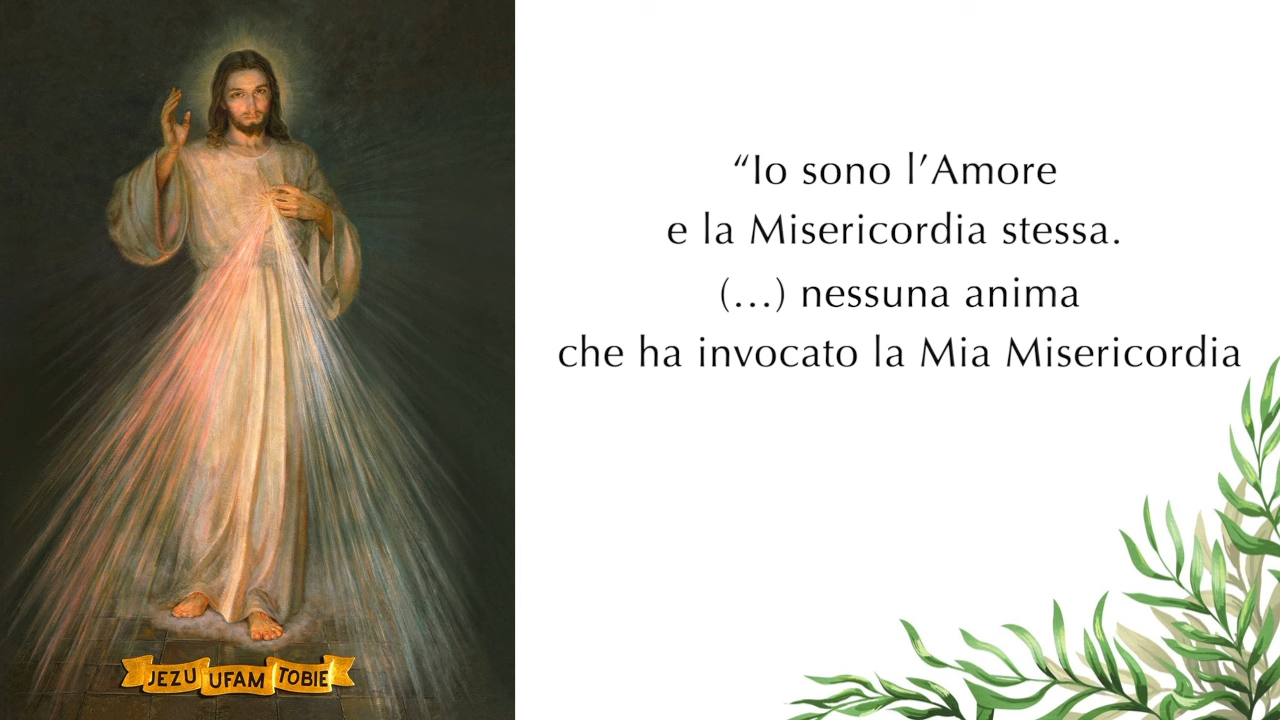 JEZU UFAM TOBIE
“Io sono l’Amore
e la Misericordia stessa.
(...) nessuna anima
che ha invocato la Mia Misericordia